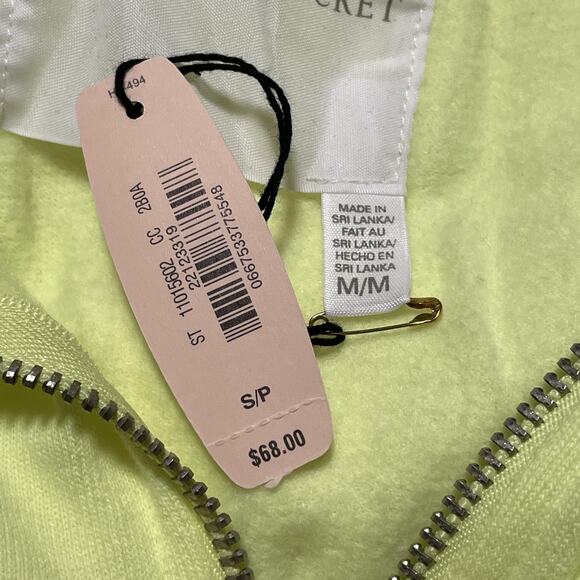 CRET
MADE IN
SRI LANKA/
FAIT AU
SRI LANKA/
HECHO EN
SRI LANKA
M/M
ST 11015602 CC 2B0A
22123319
0667533775548
S/P
$68.00